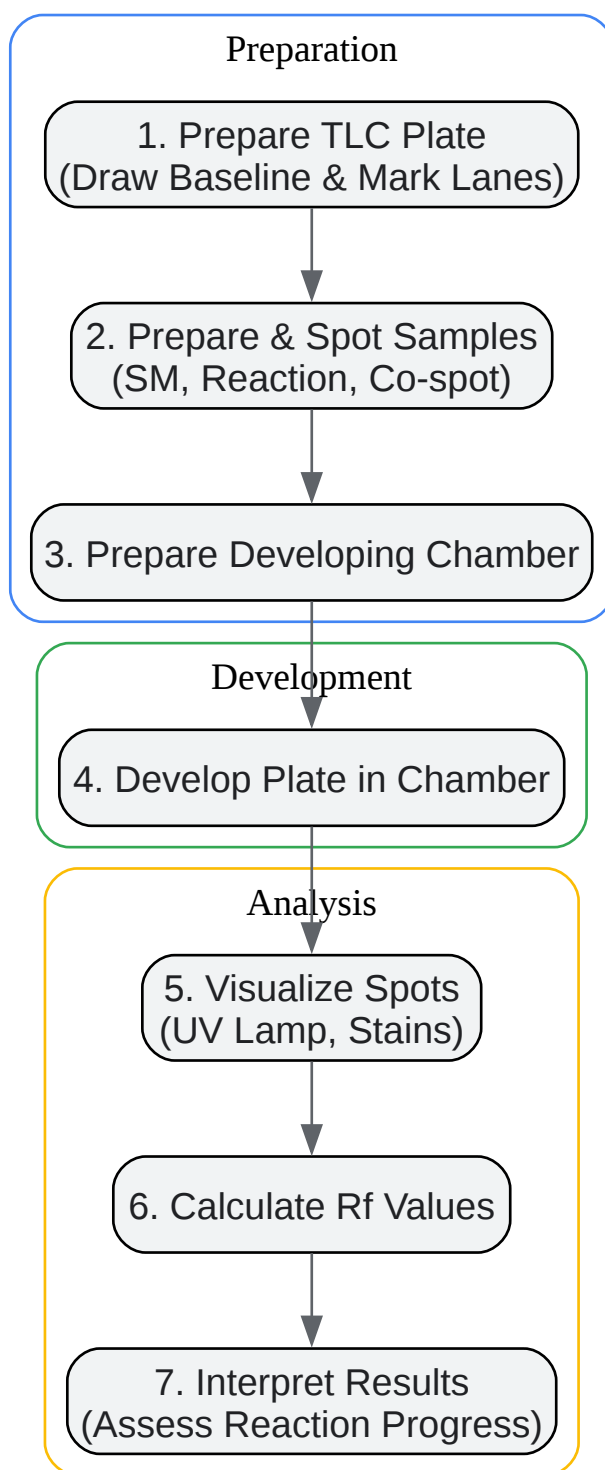 Preparation
1. Prepare TLC Plate
(Draw Baseline & Mark Lanes)
2. Prepare & Spot Samples
(SM, Reaction, Co-spot)
3. Prepare Developing Chamber
Development
4. Develop Plate in Chamber
Analysis
5. Visualize Spots
(UV Lamp, Stains)
6. Calculate Rf Values
7. Interpret Results
(Assess Reaction Progress)